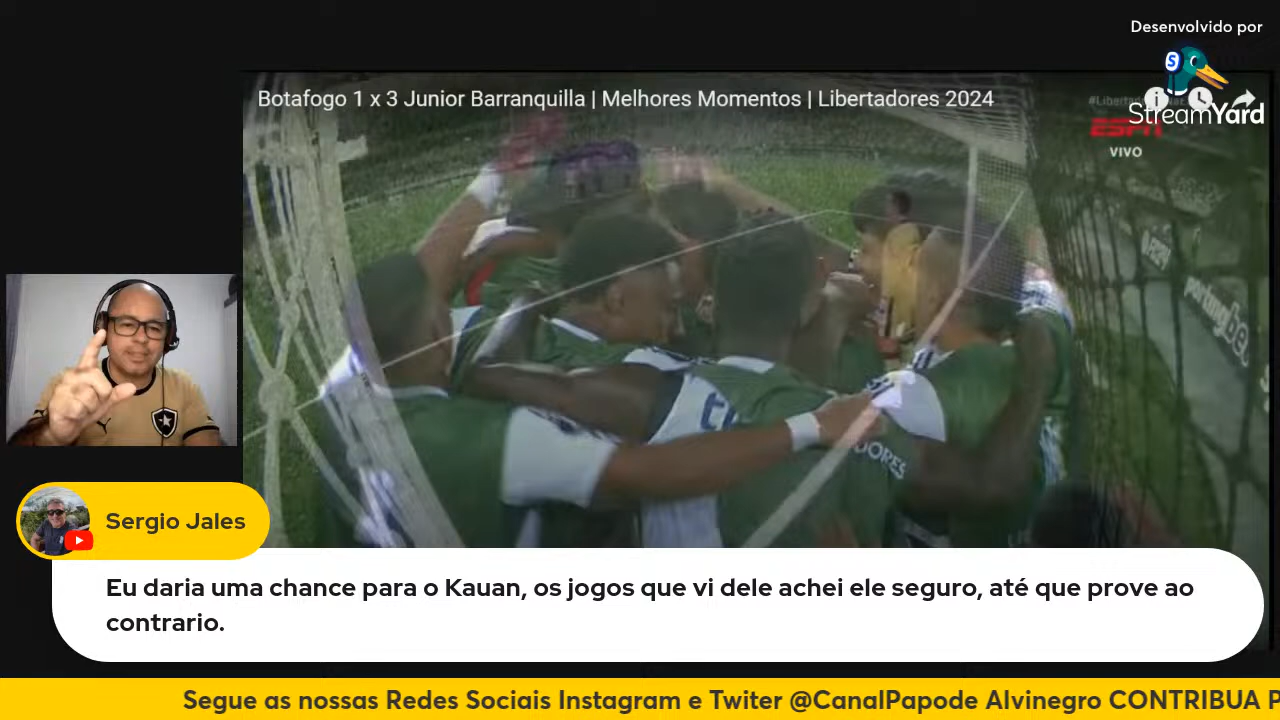 Desenvolvido por
StreamYard
Botafogo 1 x 3 Junior Barranquilla | Melhores Momentos | Libertadores 2024
ESPN
VIVO
Sergio Jales
Eu daria uma chance para o Kauan, os jogos que vi dele achei ele seguro, até que prove ao
contrario.
Segue as nossas Redes Sociais Instagram e Twiter @CanalPapode Alvinegro CONTRIBUA P